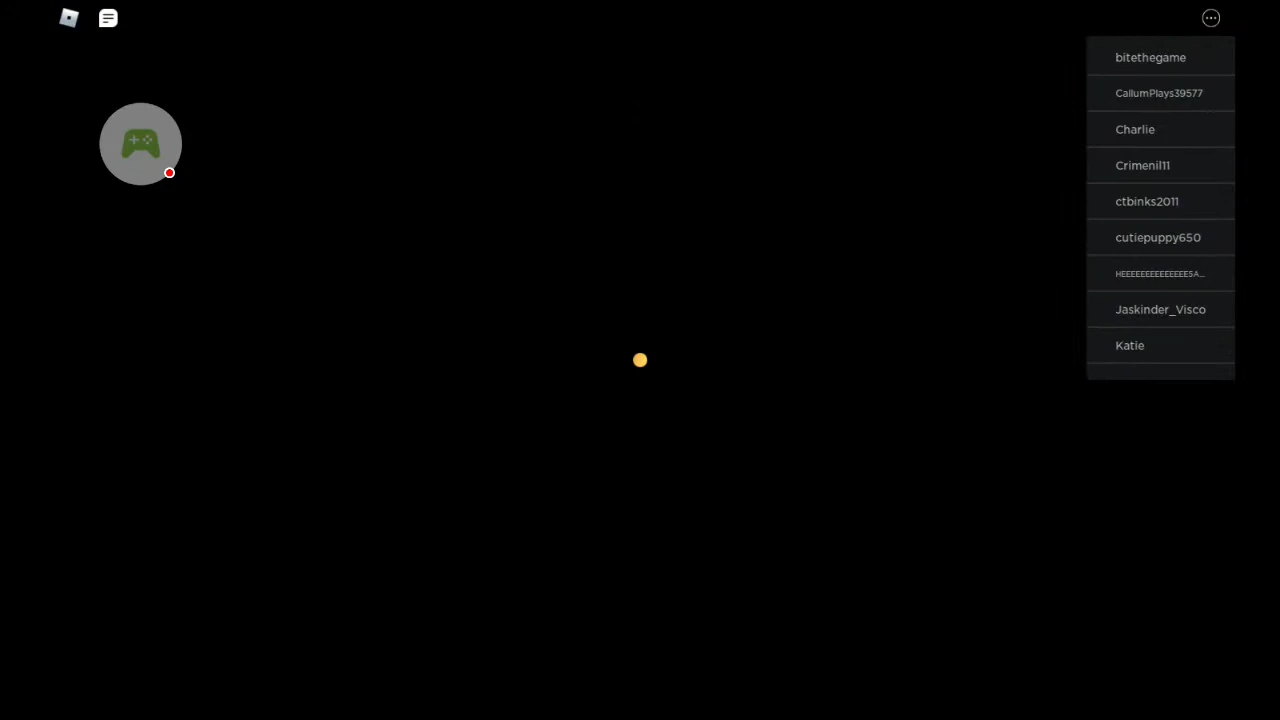 bitethegame
CallumPlays39577
Charlie
Crimenil11
ctbinks2011
cutiepuppy650
Jaskinder_Visco
Katie